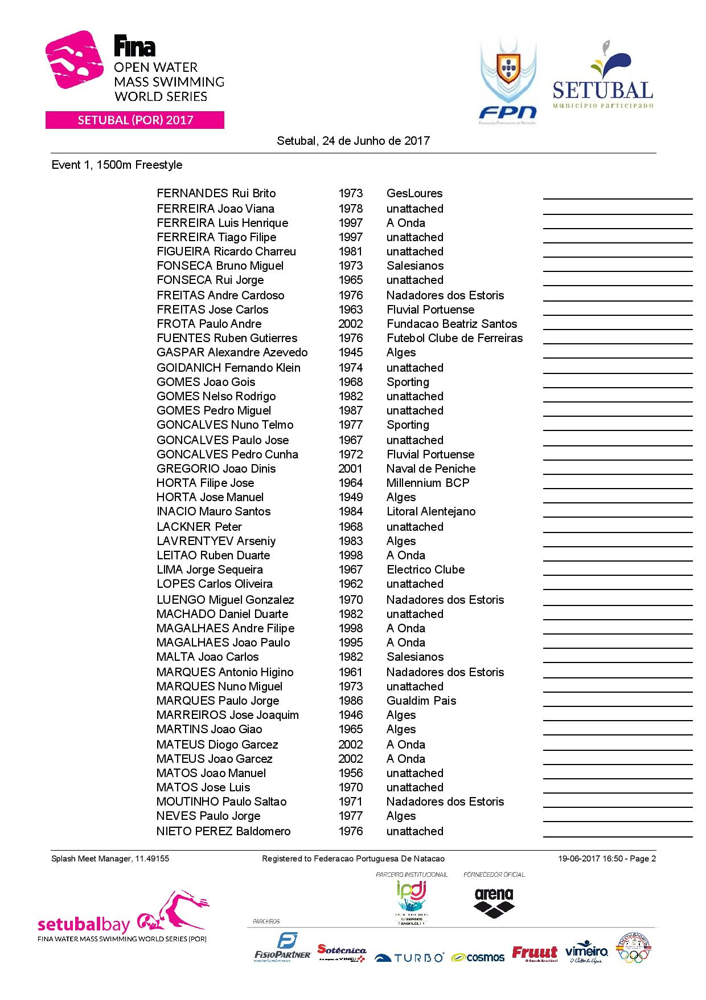 Fina
OPEN WATER
MASS SWIMMING
WORLD SERIES
SETUBAL (POR) 2017
FPN
FEDERAÇÃO PORTUGUESA DE NATAÇÃO
SETUBAL
MUNICÍPIO PARTICIPADO
Setubal, 24 de Junho de 2017
Event 1, 1500m Freestyle
FERNANDES Rui Brito 1973 GesLoures
FERREIRA Joao Viana 1978 unattached
FERREIRA Luis Henrique 1997 A Onda
FERREIRA Tiago Filipe 1997 unattached
FIGUEIRA Ricardo Charreu 1981 unattached
FONSECA Bruno Miguel 1973 Salesianos
FONSECA Rui Jorge 1965 unattached
FREITAS Andre Cardoso 1976 Nadadores dos Estoris
FREITAS Jose Carlos 1963 Fluvial Portuense
FROTA Paulo Andre 2002 Fundacao Beatriz Santos
FUENTES Ruben Gutierres 1976 Futebol Clube de Ferreiras
GASPAR Alexandre Azevedo 1945 Alges
GOIDANICH Fernando Klein 1974 unattached
GOMES Joao Gois 1968 Sporting
GOMES Nelso Rodrigo 1982 unattached
GOMES Pedro Miguel 1987 unattached
GONCALVES Nuno Telmo 1977 Sporting
GONCALVES Paulo Jose 1967 unattached
GONCALVES Pedro Cunha 1972 Fluvial Portuense
GREGORIO Joao Dinis 2001 Naval de Peniche
HORTA Filipe Jose 1964 Millennium BCP
HORTA Jose Manuel 1949 Alges
INACIO Mauro Santos 1984 Litoral Alentejano
LACKNER Peter 1968 unattached
LAVRENTYEV Arseniy 1983 Alges
LEITAO Ruben Duarte 1998 A Onda
LIMA Jorge Sequeira 1967 Electrico Clube
LOPES Carlos Oliveira 1962 unattached
LUENGO Miguel Gonzalez 1970 Nadadores dos Estoris
MACHADO Daniel Duarte 1982 unattached
MAGALHAES Andre Filipe 1998 A Onda
MAGALHAES Joao Paulo 1995 A Onda
MALTA Joao Carlos 1982 Salesianos
MARQUES Antonio Higino 1961 Nadadores dos Estoris
MARQUES Nuno Miguel 1973 unattached
MARQUES Paulo Jorge 1986 Gualdim Pais
MARREIROS Jose Joaquim 1946 Alges
MARTINS Joao Giao 1965 Alges
MATEUS Diogo Garcez 2002 A Onda
MATEUS Joao Garcez 2002 A Onda
MATOS Joao Manuel 1956 unattached
MATOS Jose Luis 1970 unattached
MOUTINHO Paulo Saltao 1971 Nadadores dos Estoris
NEVES Paulo Jorge 1977 Alges
NIETO PEREZ Baldomero 1976 unattached
Splash Meet Manager, 11.49155 Registered to Federacao Portuguesa De Natacao 19-06-2017 16:50 - Page 2
PARCEIRO INSTITUCIONAL FORNECEDOR OFICIAL
ipdj
arena
DO DESPORTO
setubalbay
FINA WATER MASS SWIMMING WORLD SERIES (POR)
PARCEIROS
FISIOPARTNER
Sotécnica
VINCI
TURBO
cosmos
Fruut
vimeiro